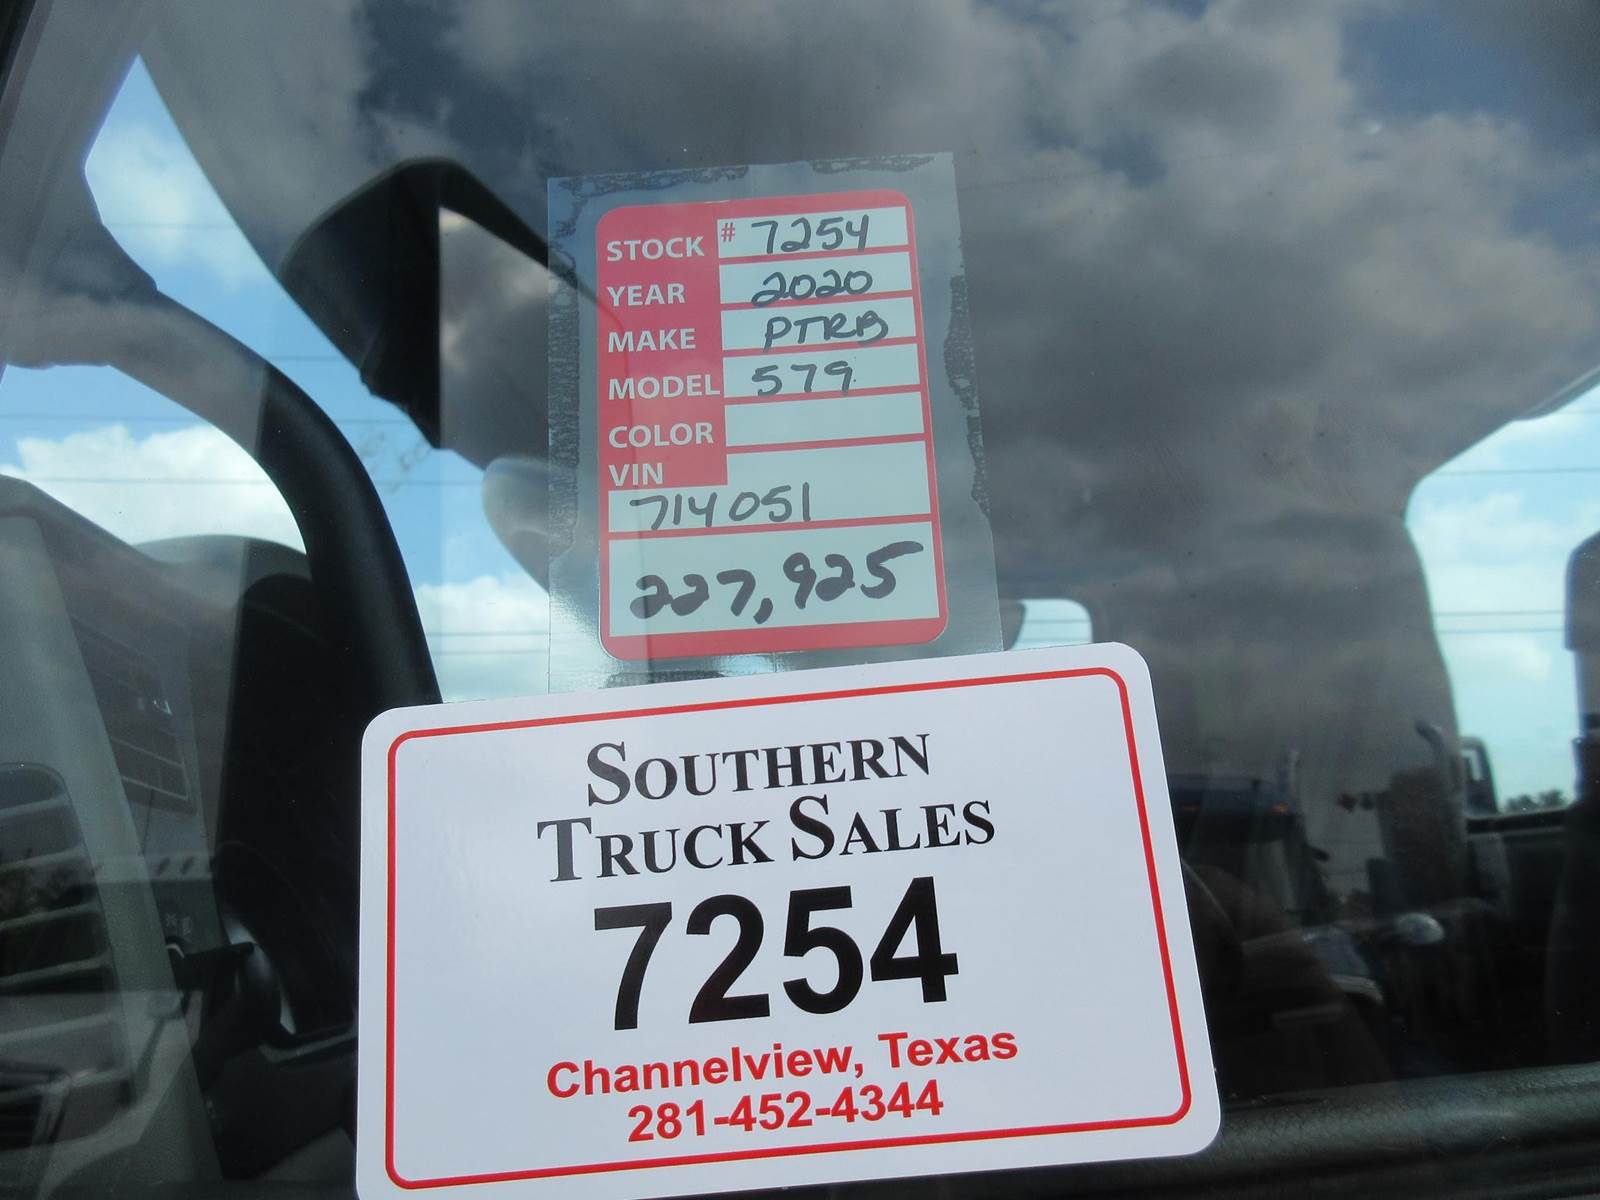 STOCK # 7254
YEAR 2020
MAKE PTRB
MODEL 579
COLOR
VIN
714051
227,925
SOUTHERN
TRUCK SALES
7254
Channelview, Texas
281-452-4344